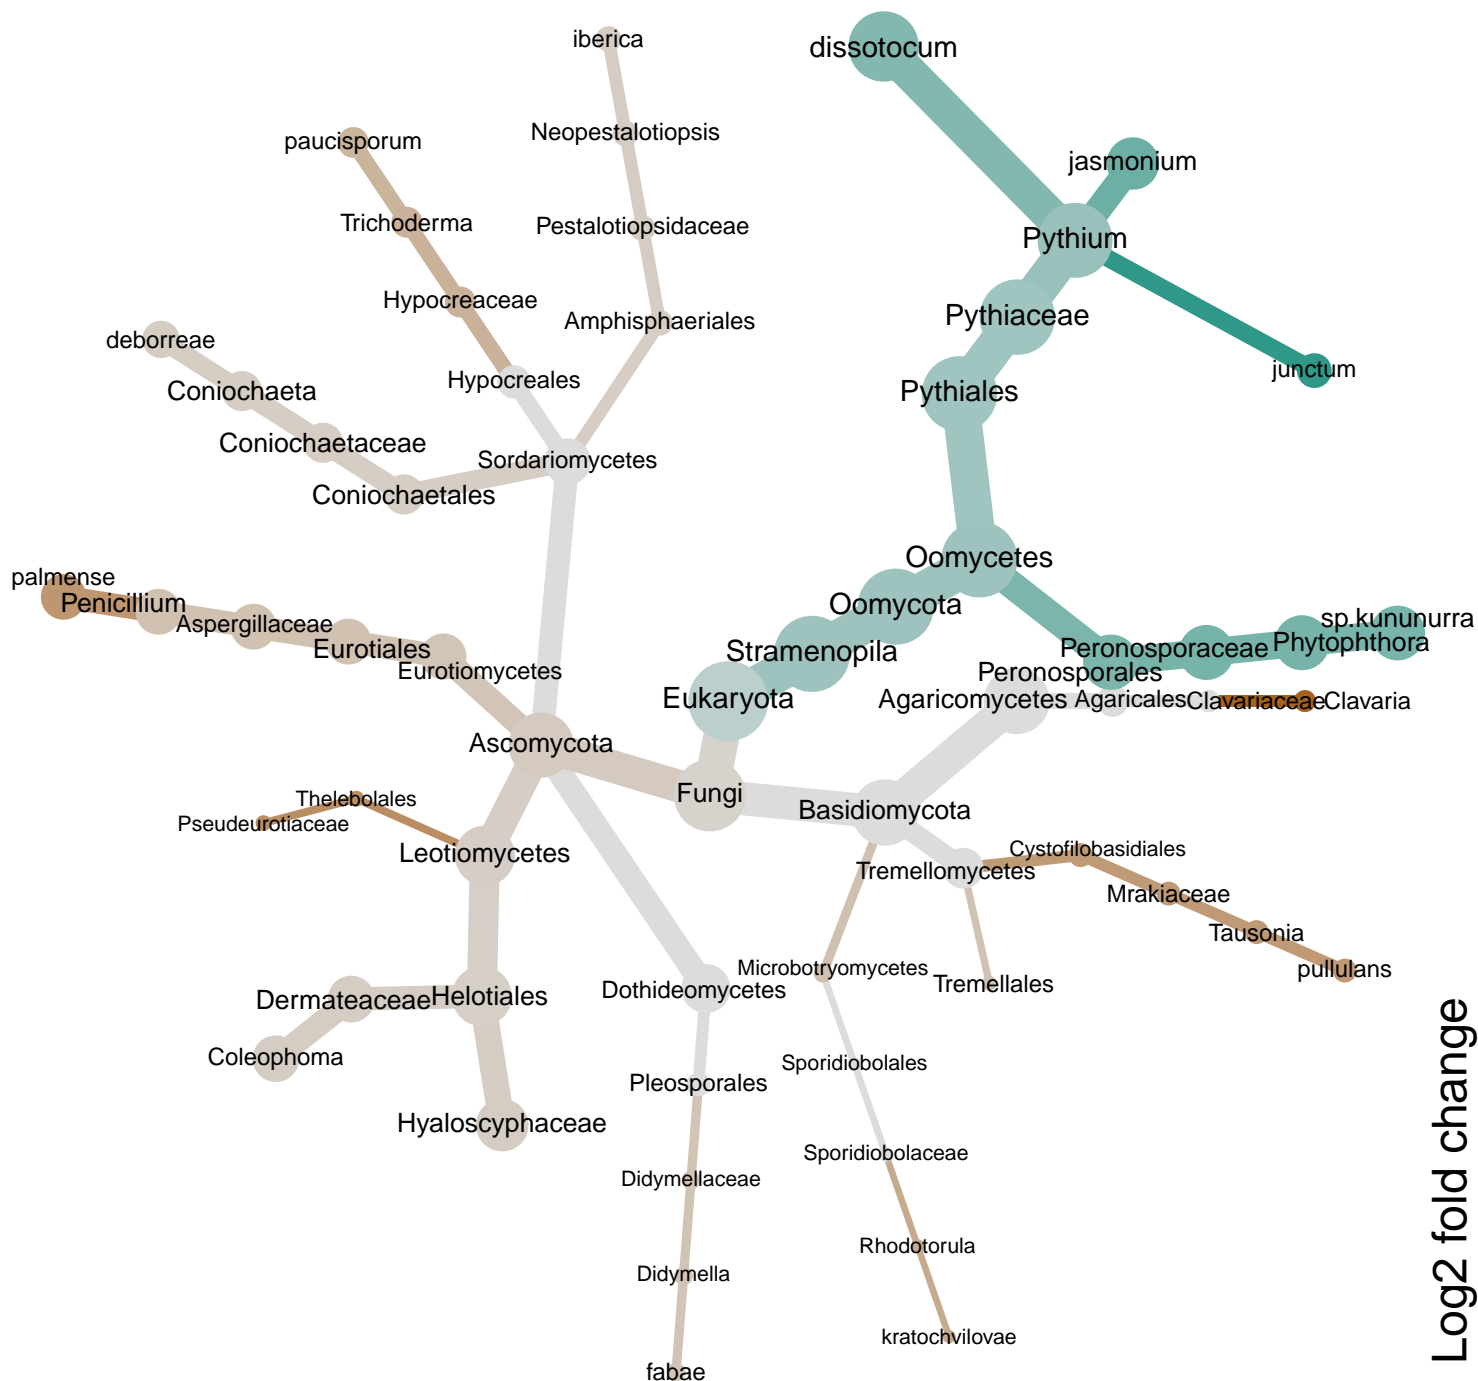 iberica
dissotocum
Neopestalotiopsis
paucisporum
jasmonium
Trichoderma
Pestalotiopsidaceae
Pythium
Hypocreaceae
Amphisphaeriales
Pythiaceae
deborreae
Hypocreales
junctum
Coniochaeta
Pythiales
Coniochaetaceae
Sordariomycetes
Coniochaetales
Oomycetes
palmense
Penicillium
Oomycota
Aspergillaceae
sp.kununurra
Eurotiales
Stramenopila
Peronosporaceae
Phytophthora
Eurotiomycetes
Peronosporales
Eukaryota
Agaricomycetes
Agaricales
Clavariaceae
Clavaria
Ascomycota
Fungi
Thelebolales
Basidiomycota
Pseudeurotiaceae
Leotiomycetes
Cystofilobasidiales
Tremellomycetes
Mrakiaceae
Tausonia
Microbotryomycetes
pullulans
Dermateaceae
Helotiales
Dothideomycetes
Tremellales
Coleophoma
Sporidiobolales
Pleosporales
Hyaloscyphaceae
Sporidiobolaceae
Didymellaceae
Log2 fold change
Rhodotorula
Didymella
kratochvilovae
fabae